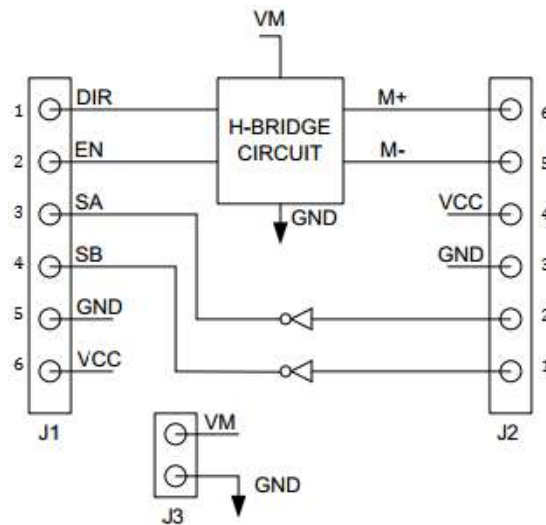 VM
1 DIR M+ 6
H-BRIDGE
CIRCUIT
2 EN M- 5
3 SA VCC 4
GND
4 SB GND 3
5 GND 2
6 VCC 1
J1 J2
VM
GND
J3